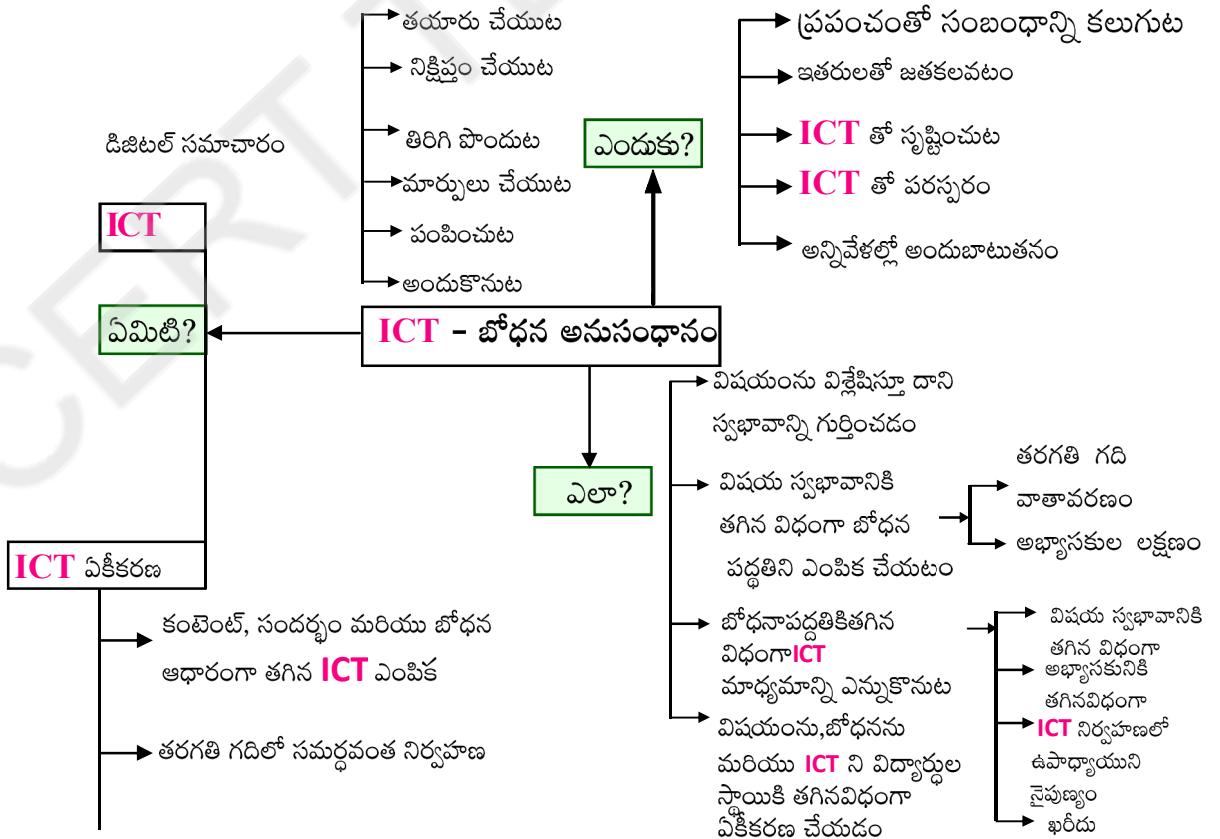 తయారు చేయుట
నిక్షిప్తం చేయుట
తిరిగి పొందుట
మార్పులు చేయుట
పంపించుట
అందుకొనుట
డిజిటల్ సమాచారం
ఎందుకు?
ప్రపంచంతో సంబంధాన్ని కలుగుట
ఇతరులతో జతకలవటం
ICT తో సృష్టించుట
ICT తో పరస్పరం
అన్నివేళల్లో అందుబాటుతనం
ICT
ఏమిటి?
ICT – బోధన అనుసంధానం
ఎలా?
ICT ఏకీకరణ
కంటెంట్, సందర్భం మరియు బోధన
ఆధారంగా తగిన ICT ఎంపిక
తరగతి గదిలో సమర్ధవంత నిర్వహణ
విషయంను విశ్లేషిస్తూ దాని
స్వభావాన్ని గుర్తించడం
విషయ స్వభావానికి
తగిన విధంగా బోధన
పద్థతిని ఎంపిక చేయటం
తరగతి గది
వాతావరణం
అభ్యాసకుల లక్షణం
బోధనాపద్దతికితగిన
విధంగాICT
మాధ్యమాన్ని ఎన్నుకొనుట
విషయంను,బోధనను
మరియు ICT ని విద్యార్థుల
స్థాయికి తగినవిధంగా
ఏకీకరణ చేయడం
విషయ స్వభావానికి
తగిన విధంగా
అభ్యాసకునికి
తగినవిధంగా
ICT నిర్వహణలో
ఉపాధ్యాయుని
నైపుణ్యం
ఖరీదు